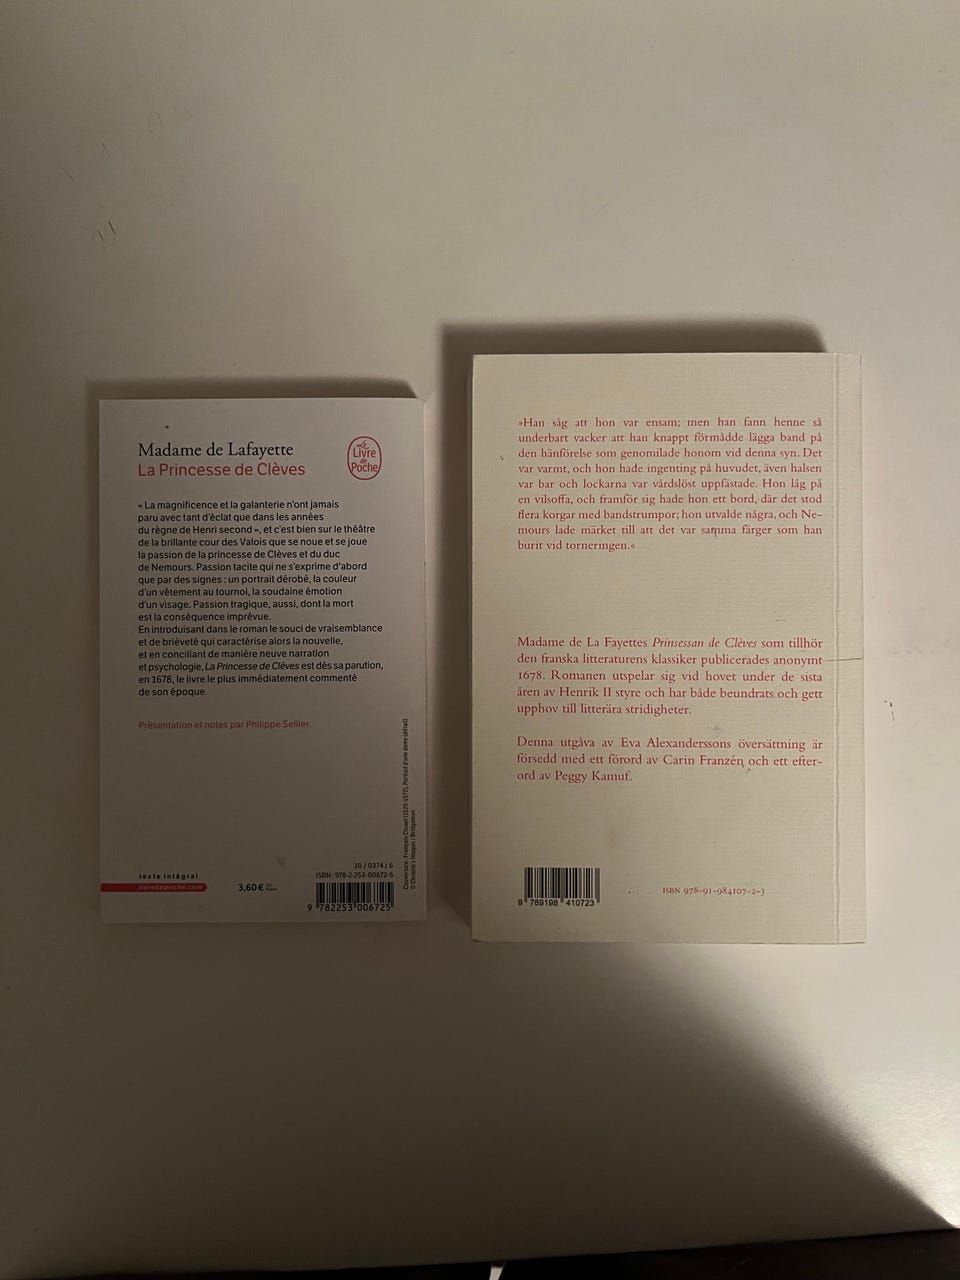 Madame de Lafayette
La Princesse de Clèves
Le
Livre
de
Poche
« La magnificence et la galanterie n'ont jamais
paru avec tant d'éclat que dans les années
du règne de Henri second », et c'est bien sur le théâtre
de la brillante cour des Valois que se noue et se joue
la passion de la princesse de Clèves et du duc
de Nemours. Passion tacite qui ne s'exprime d'abord
que par des signes : un portrait dérobé, la couleur
d'un vêtement au tournoi, la soudaine émotion
d'un visage. Passion tragique, aussi, dont la mort
est la conséquence imprévue.
En introduisant dans le roman le souci de vraisemblance
et de brièveté qui caractérise alors la nouvelle,
et en conciliant de manière neuve narration
et psychologie, La Princesse de Clèves est dès sa parution,
en 1678, le livre le plus immédiatement commenté
de son époque.
Présentation et notes par Philippe Sellier.
Couverture : François Clouet (1520-1572), Portrait d'une dame (détail).
© Christie's Images / Bridgeman.
texte intégral
livredepoche.com
3,60 €
30 / 0374 / 6
ISBN : 978-2-253-00672-5
9 782253 006725
»Han såg att hon var ensam; men han fann henne så
underbart vacker att han knappt förmådde lägga band på
den hänförelse som genomilade honom vid denna syn. Det
var varmt, och hon hade ingenting på huvudet, även halsen
var bar och lockarna var vårdslöst uppfästade. Hon låg på
en vilsoffa, och framför sig hade hon ett bord, där det stod
flera korgar med bandstrumpor; hon utvalde några, och Ne-
mours lade märket till att det var samma färger som han
burit vid torneringen.«
Madame de La Fayettes Prinsessan de Clèves som tillhör
den franska litteraturens klassiker publicerades anonymt
1678. Romanen utspelar sig vid hovet under de sista
åren av Henrik II styre och har både beundrats och gett
upphov till litterära stridigheter.
Denna utgåva av Eva Alexanderssons översättning är
försedd med ett förord av Carin Franzén och ett efter-
ord av Peggy Kamuf.
9 789198 410723
ISBN 978-91-984107-2-3